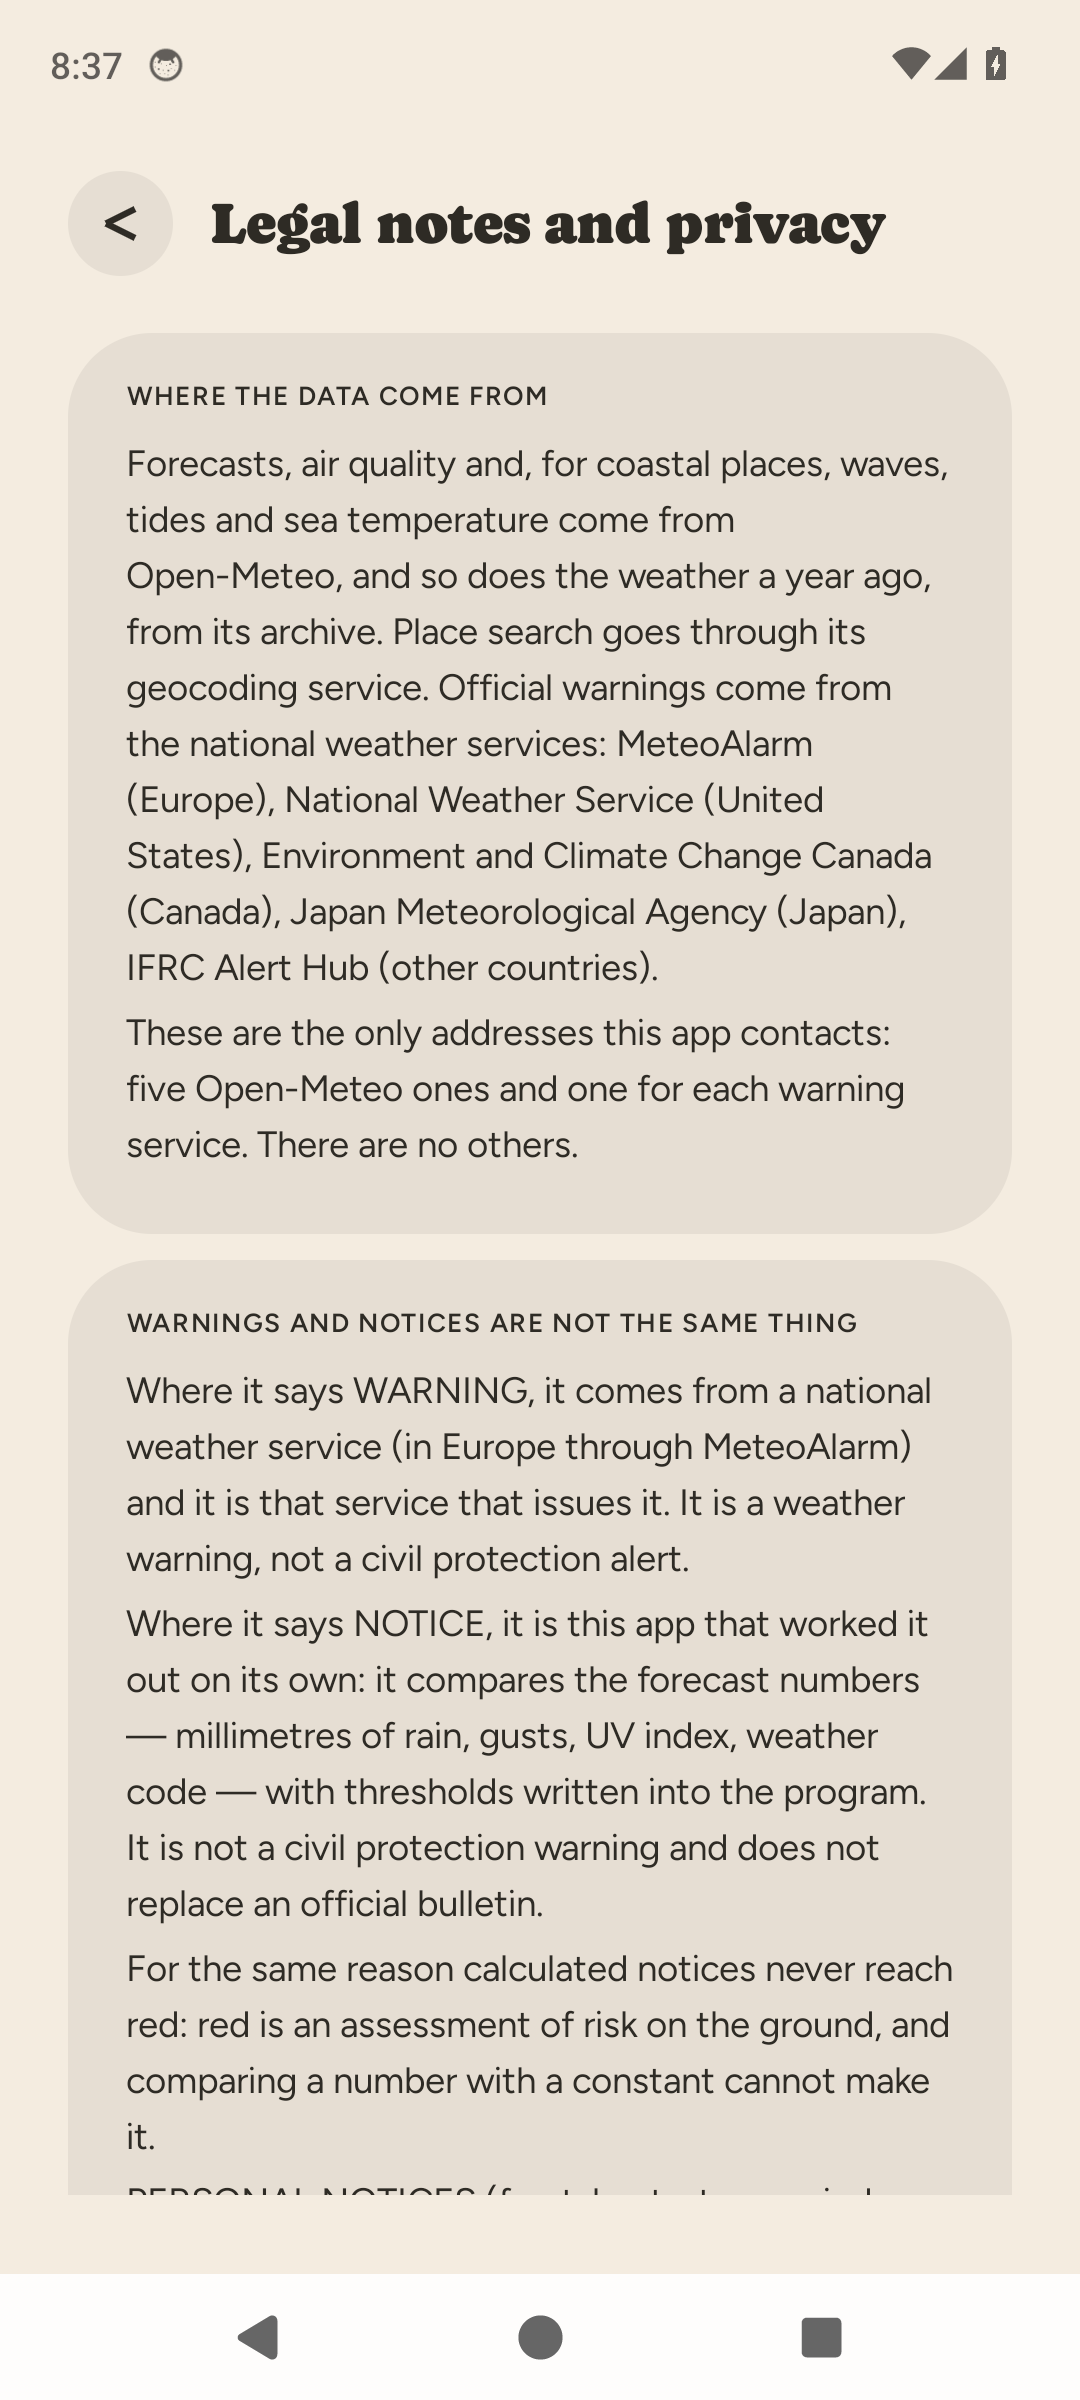 8:37
< Legal notes and privacy
WHERE THE DATA COME FROM
Forecasts, air quality and, for coastal places, waves,
tides and sea temperature come from
Open-Meteo, and so does the weather a year ago,
from its archive. Place search goes through its
geocoding service. Official warnings come from
the national weather services: MeteoAlarm
(Europe), National Weather Service (United
States), Environment and Climate Change Canada
(Canada), Japan Meteorological Agency (Japan),
IFRC Alert Hub (other countries).
These are the only addresses this app contacts:
five Open-Meteo ones and one for each warning
service. There are no others.
WARNINGS AND NOTICES ARE NOT THE SAME THING
Where it says WARNING, it comes from a national
weather service (in Europe through MeteoAlarm)
and it is that service that issues it. It is a weather
warning, not a civil protection alert.
Where it says NOTICE, it is this app that worked it
out on its own: it compares the forecast numbers
— millimetres of rain, gusts, UV index, weather
code — with thresholds written into the program.
It is not a civil protection warning and does not
replace an official bulletin.
For the same reason calculated notices never reach
red: red is an assessment of risk on the ground, and
comparing a number with a constant cannot make
it.
PERSONAL NOTICES